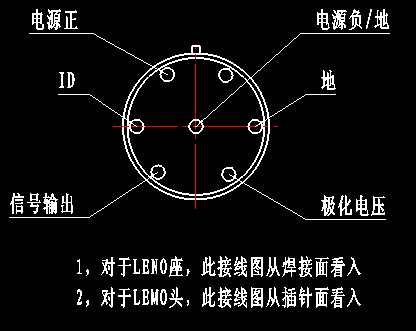 电源正
电源负/地
ID
地
信号输出
极化电压
1，对于LENO座，此接线图从焊接面看入
2，对于LEMO头，此接线图从插针面看入